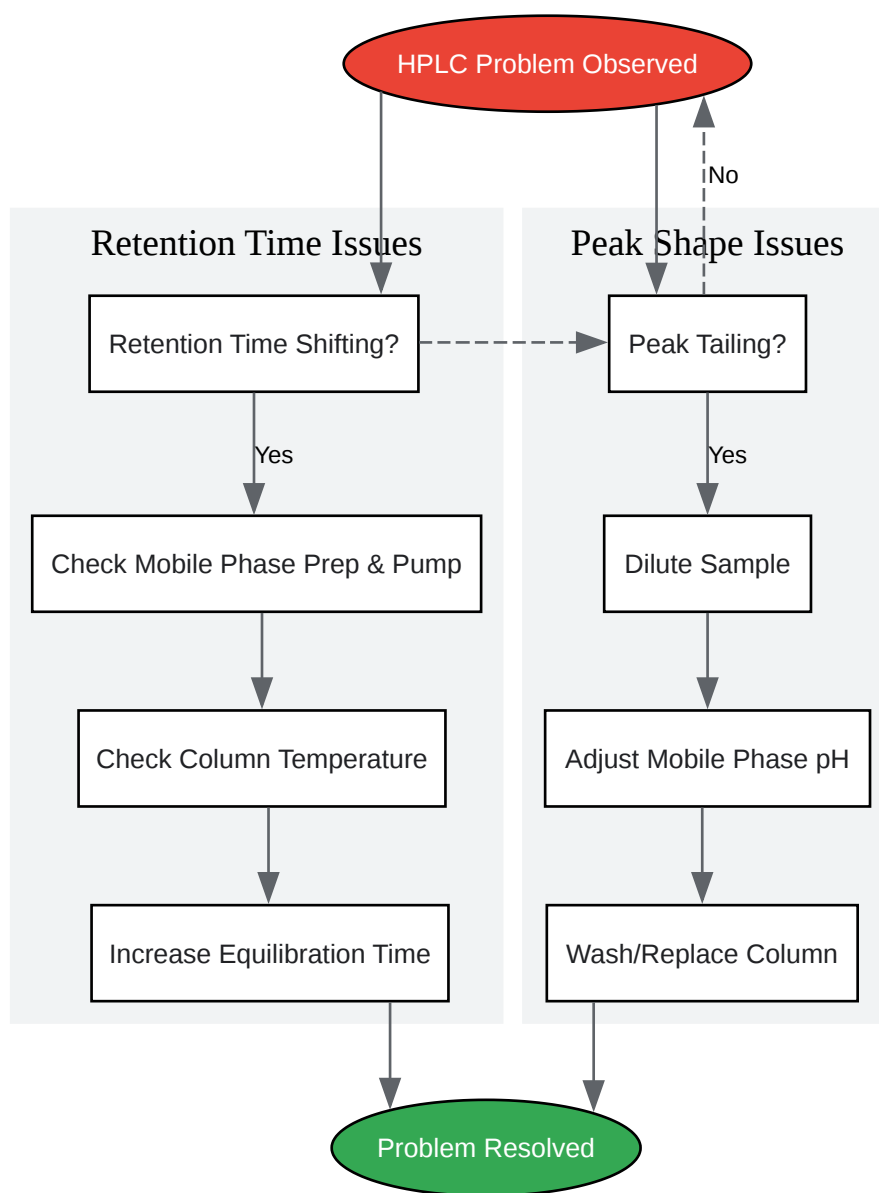 HPLC Problem Observed
No
Retention Time Issues
Peak Shape Issues
Retention Time Shifting?
Peak Tailing?
Yes
Yes
Check Mobile Phase Prep & Pump
Dilute Sample
Check Column Temperature
Adjust Mobile Phase pH
Increase Equilibration Time
Wash/Replace Column
Problem Resolved